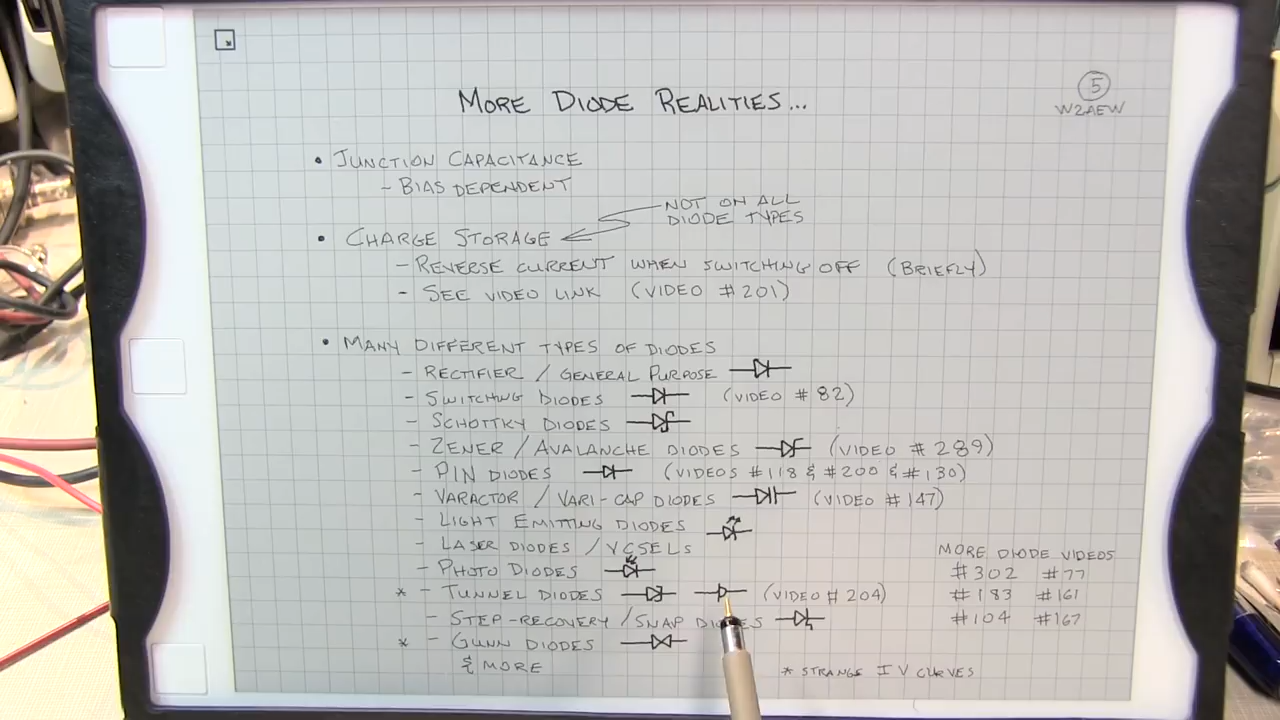 MORE DIODE REALITIES...
5
W2AEW
• JUNCTION CAPACITANCE
- BIAS DEPENDENT
NOT ON ALL
DIODE TYPES
• CHARGE STORAGE
- REVERSE CURRENT WHEN SWITCHING OFF (BRIEFLY)
- SEE VIDEO LINK (VIDEO #201)
• MANY DIFFERENT TYPES OF DIODES
- RECTIFIER / GENERAL PURPOSE
- SWITCHING DIODES (VIDEO #82)
- SCHOTTKY DIODES
- ZENER / AVALANCHE DIODES (VIDEO #289)
- PIN DIODES (VIDEOS #118 & #200 & #130)
- VARACTOR / VARI-CAP DIODES (VIDEO #147)
- LIGHT EMITTING DIODES
- LASER DIODES / VCSELS
- PHOTO DIODES
* - TUNNEL DIODES (VIDEO #204)
- STEP-RECOVERY / SNAP DIODES
* - GUNN DIODES
& MORE
MORE DIODE VIDEOS
#302 #77
#183 #161
#104 #167
* STRANGE IV CURVES